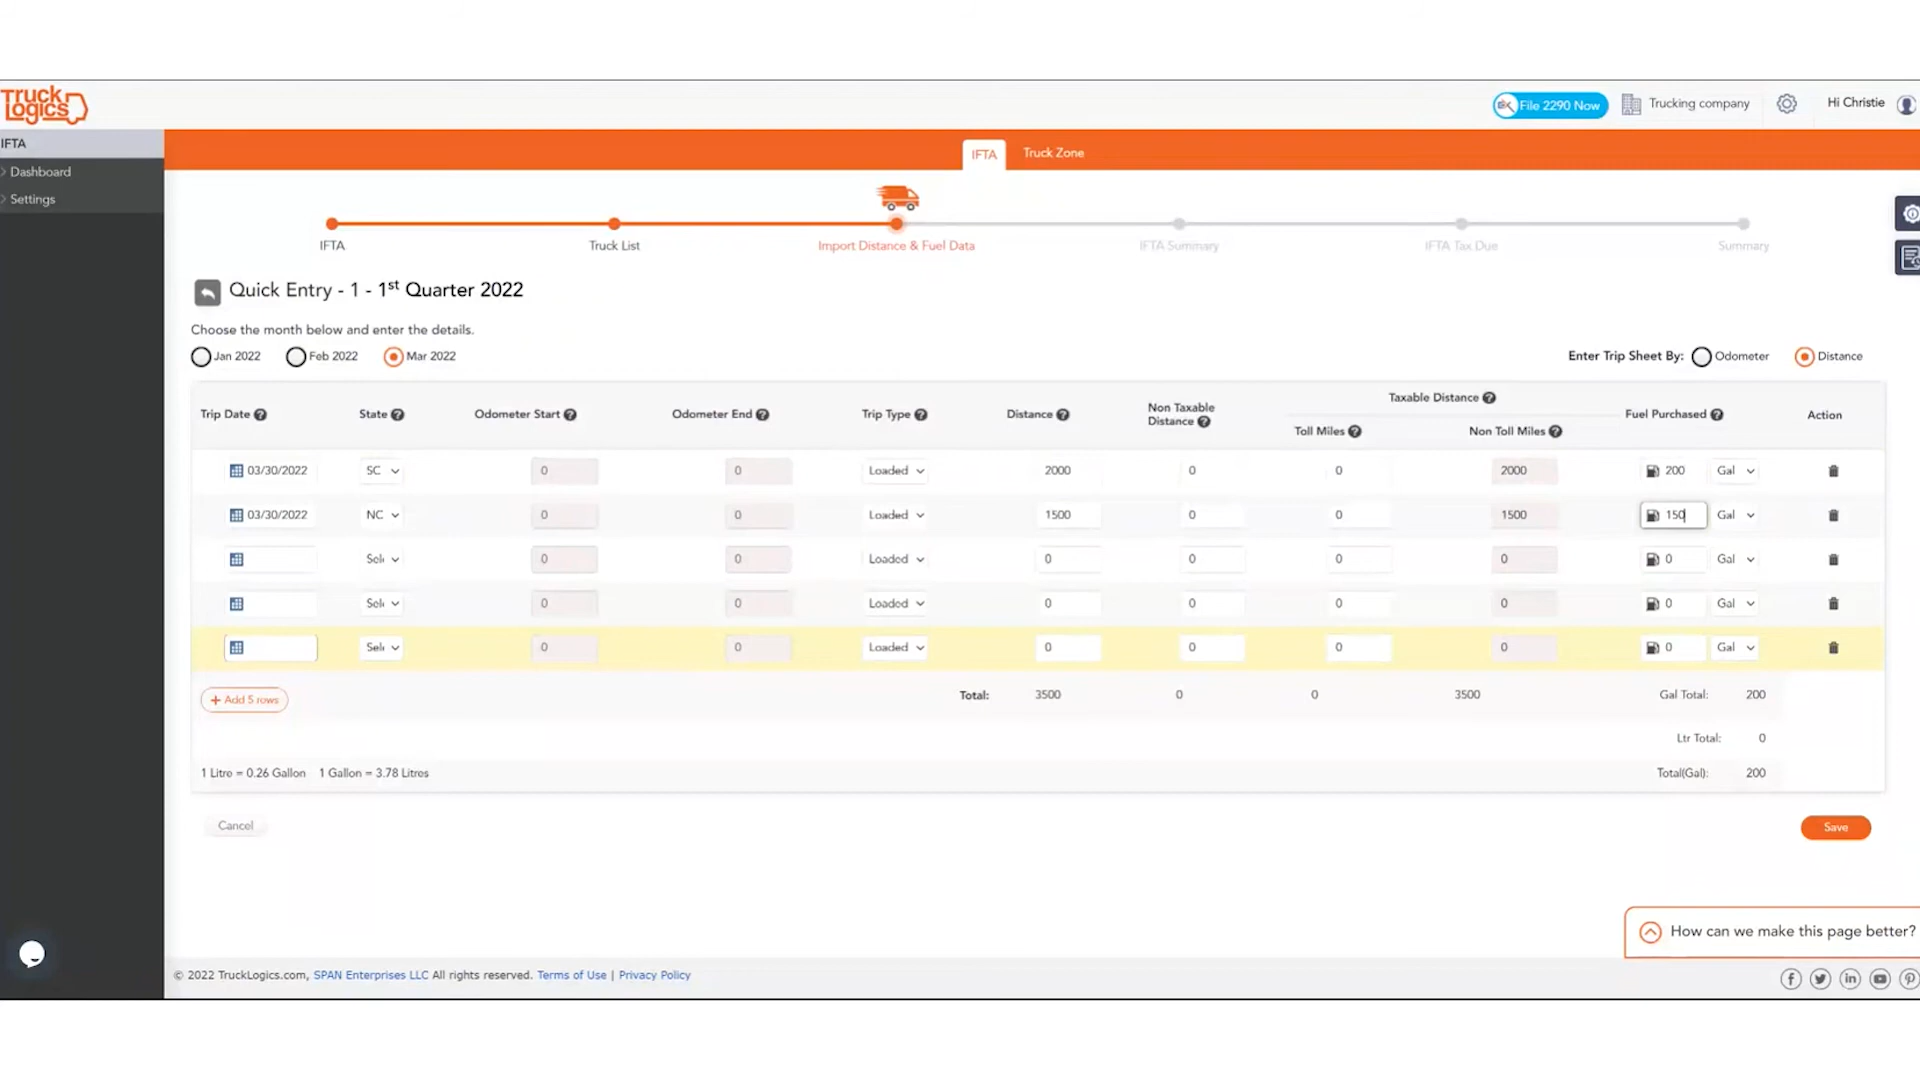 Truck
Logics
File 2290 Now
Trucking company
Hi Christie
IFTA
Dashboard
Settings
IFTA
Truck Zone
IFTA
Truck List
Import Distance & Fuel Data
IFTA Summary
IFTA Tax Due
Summary
Quick Entry - 1 - 1st Quarter 2022
Choose the month below and enter the details.
Jan 2022 Feb 2022 Mar 2022
Enter Trip Sheet By: Odometer Distance
Trip Date ? State ? Odometer Start ? Odometer End ? Trip Type ? Distance ? Non Taxable Distance ? Taxable Distance ? Toll Miles ? Non Toll Miles ? Fuel Purchased ? Action
03/30/2022 SC 0 0 Loaded 2000 0 0 2000 200 Gal
03/30/2022 NC 0 0 Loaded 1500 0 0 1500 150 Gal
Sele 0 0 Loaded 0 0 0 0 0 Gal
Sele 0 0 Loaded 0 0 0 0 0 Gal
Sele 0 0 Loaded 0 0 0 0 0 Gal
+ Add 5 rows
Total: 3500 0 0 3500 Gal Total: 200
Ltr Total: 0
1 Litre = 0.26 Gallon 1 Gallon = 3.78 Litres
Total(Gal): 200
Cancel
Save
How can we make this page better?
© 2022 TruckLogics.com, SPAN Enterprises LLC All rights reserved. Terms of Use | Privacy Policy